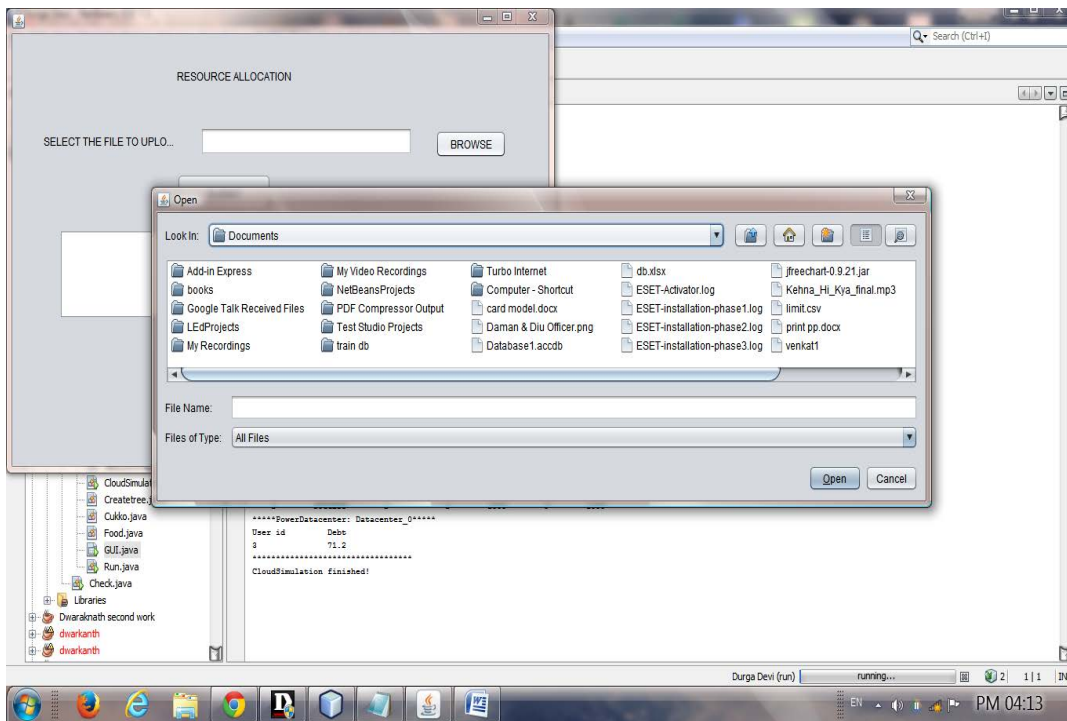 Search (Ctrl+I)
RESOURCE ALLOCATION
SELECT THE FILE TO UPLO...
BROWSE
Open
Look In:
Documents
Add-in Express
books
Google Talk Received Files
LEdProjects
My Recordings
My Video Recordings
NetBeansProjects
PDF Compressor Output
Test Studio Projects
train db
Turbo Internet
Computer - Shortcut
card model.docx
Daman & Diu Officer.png
Database1.accdb
db.xlsx
ESET-Activator.log
ESET-installation-phase1.log
ESET-installation-phase2.log
ESET-installation-phase3.log
jfreechart-0.9.21.jar
Kehna_Hi_Kya_final.mp3
limit.csv
print pp.docx
venkat1
File Name:
Files of Type:
All Files
Open
Cancel
CloudSimulat
Createtree.j
Cukko.java
Food.java
GUI.java
Run.java
Check.java
Libraries
Dwaraknath second work
dwarkanth
dwarkanth
*****PowerDatacenter: Datacenter_0*****
User id Debt
3 71.2
**********************************
CloudSimulation finished!
Durga Devi (run)
running...
2
1|1
IN
EN
PM 04:13